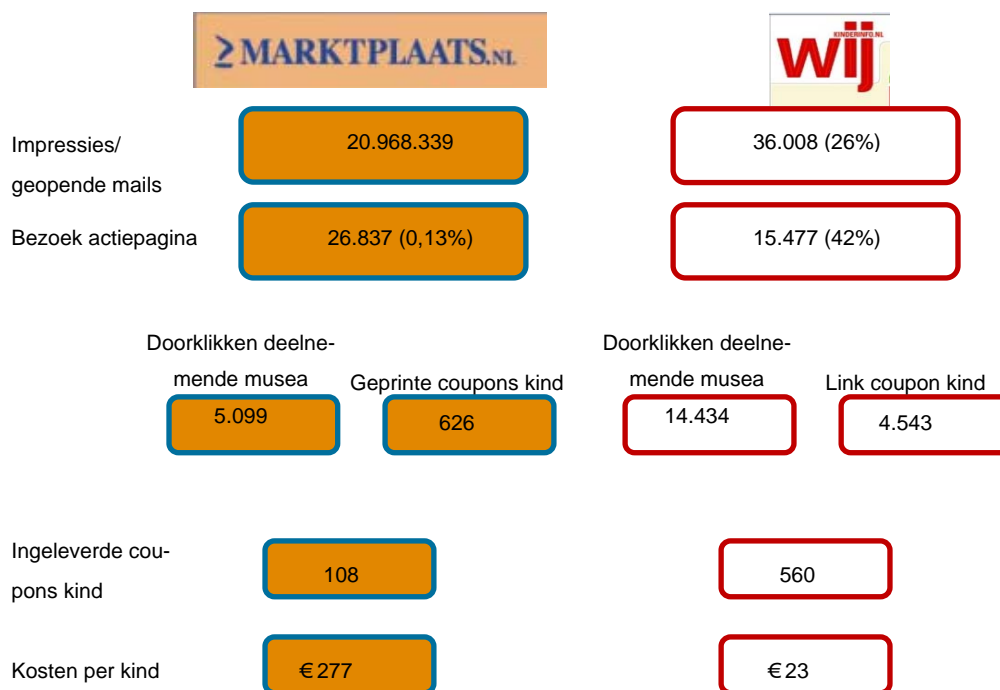 ≥ MARKTPLAATS.NL
KINDERINFO.NL
wij
Impressies/
geopende mails
20.968.339
36.008 (26%)
Bezoek actiepagina
26.837 (0,13%)
15.477 (42%)
Doorklikken deelne-
mende musea
Geprinte coupons kind
Doorklikken deelne-
mende musea
Link coupon kind
5.099
626
14.434
4.543
Ingeleverde cou-
pons kind
108
560
Kosten per kind
€ 277
€ 23